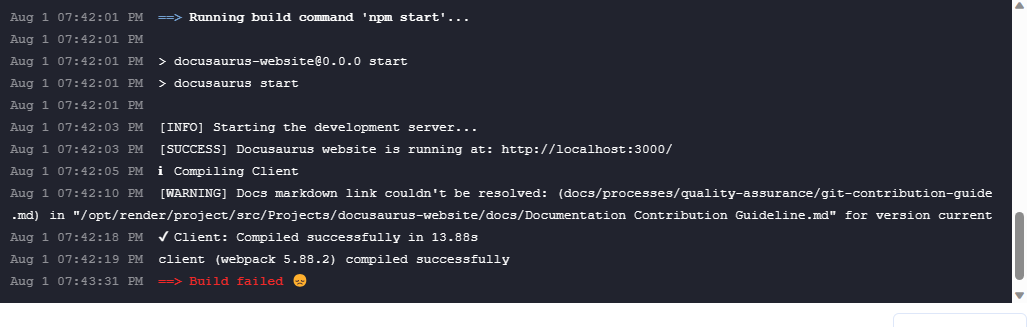 Aug 1 07:42:01 PM ==> Running build command 'npm start'...
Aug 1 07:42:01 PM
Aug 1 07:42:01 PM > docusaurus-website@0.0.0 start
Aug 1 07:42:01 PM > docusaurus start
Aug 1 07:42:01 PM
Aug 1 07:42:03 PM [INFO] Starting the development server...
Aug 1 07:42:03 PM [SUCCESS] Docusaurus website is running at: http://localhost:3000/
Aug 1 07:42:05 PM ℹ Compiling Client
Aug 1 07:42:10 PM [WARNING] Docs markdown link couldn't be resolved: (docs/processes/quality-assurance/git-contribution-guide
.md) in "/opt/render/project/src/Projects/docusaurus-website/docs/Documentation Contribution Guideline.md" for version current
Aug 1 07:42:18 PM ✔ Client: Compiled successfully in 13.88s
Aug 1 07:42:19 PM client (webpack 5.88.2) compiled successfully
Aug 1 07:43:31 PM ==> Build failed 😞